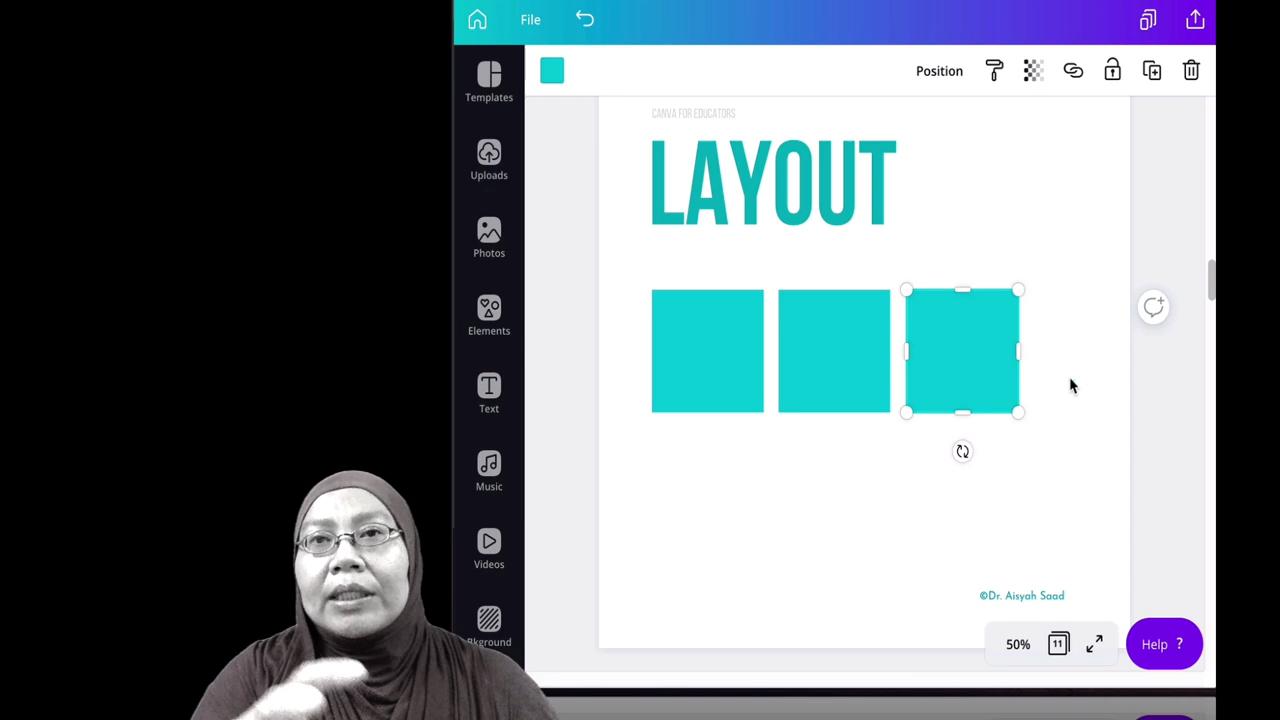 File
Templates
Uploads
Photos
Elements
Text
Music
Videos
Bkground
Position
CANVA FOR EDUCATORS
LAYOUT
©Dr. Aisyah Saad
50%
11
Help ?